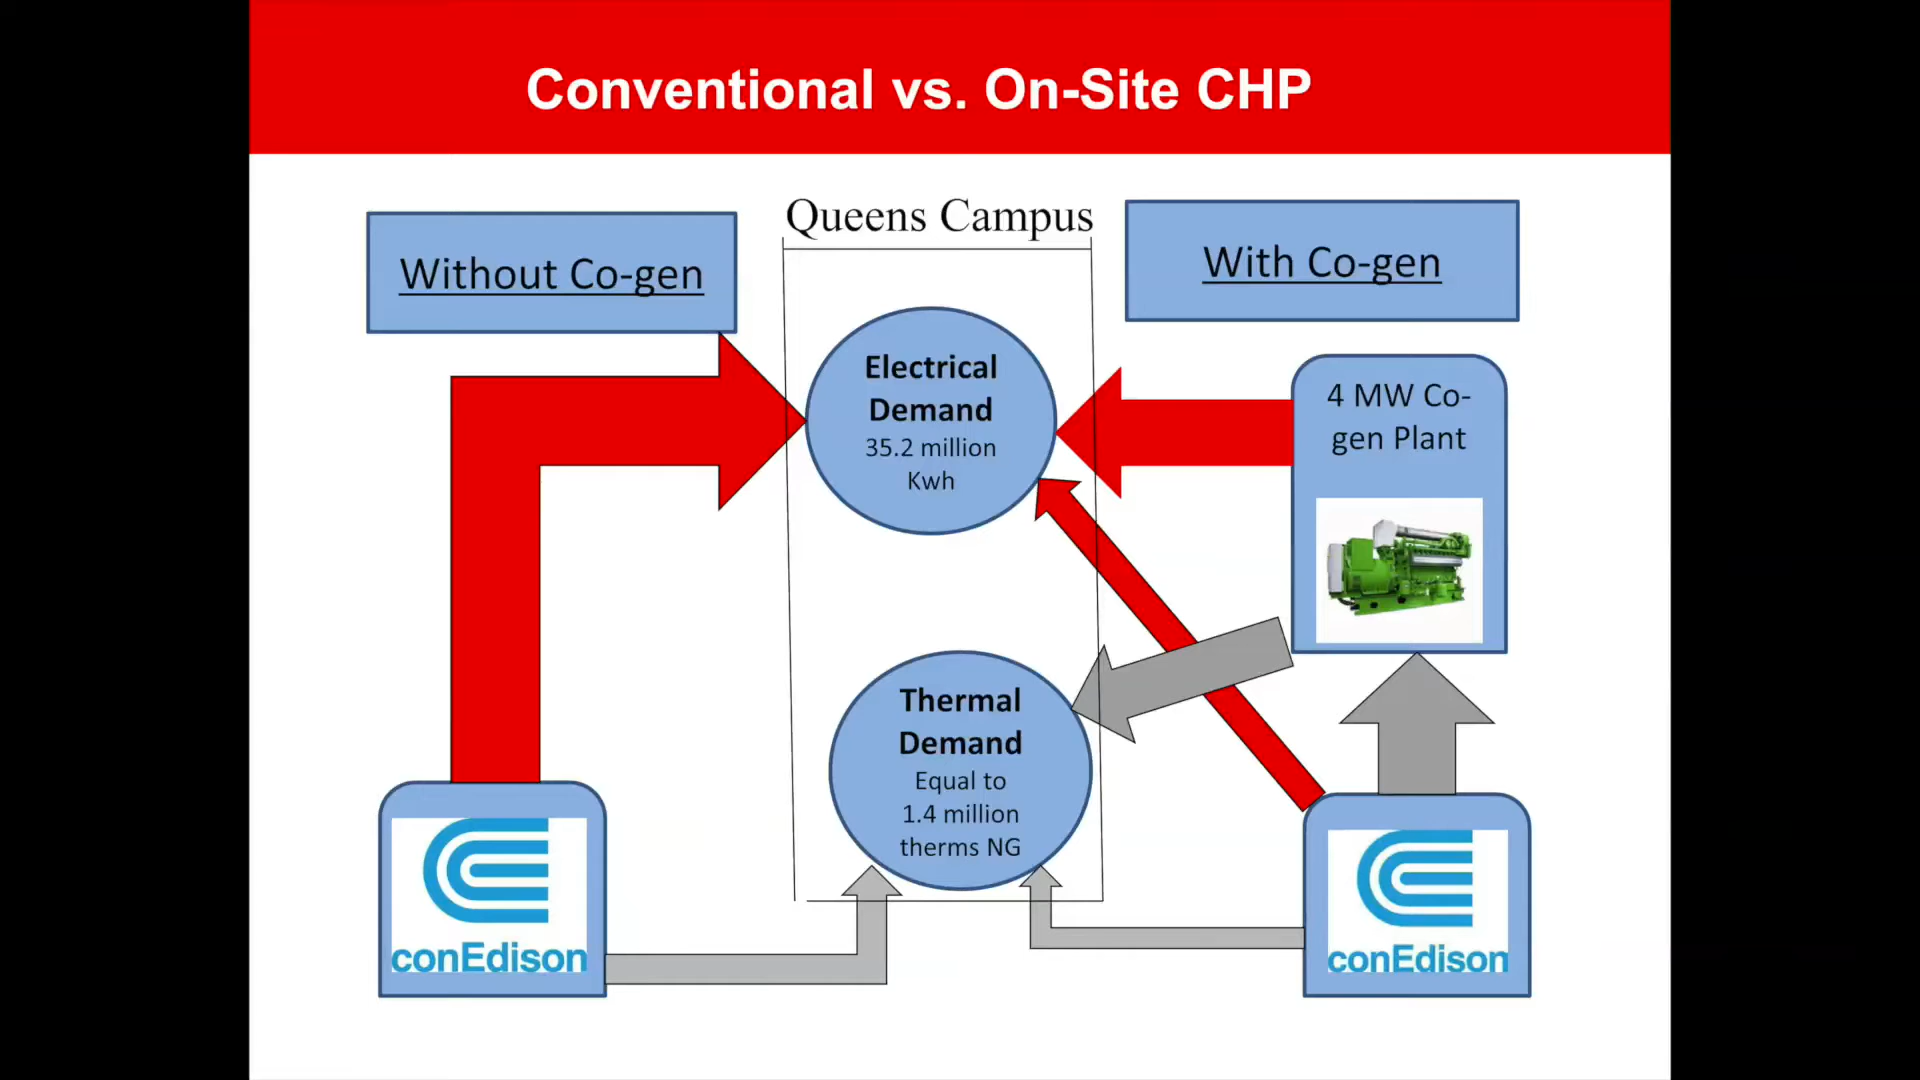 Conventional vs. On-Site CHP
Queens Campus
Without Co-gen
With Co-gen
Electrical
Demand
35.2 million
Kwh
4 MW Co-
gen Plant
Thermal
Demand
Equal to
1.4 million
therms NG
conEdison
conEdison